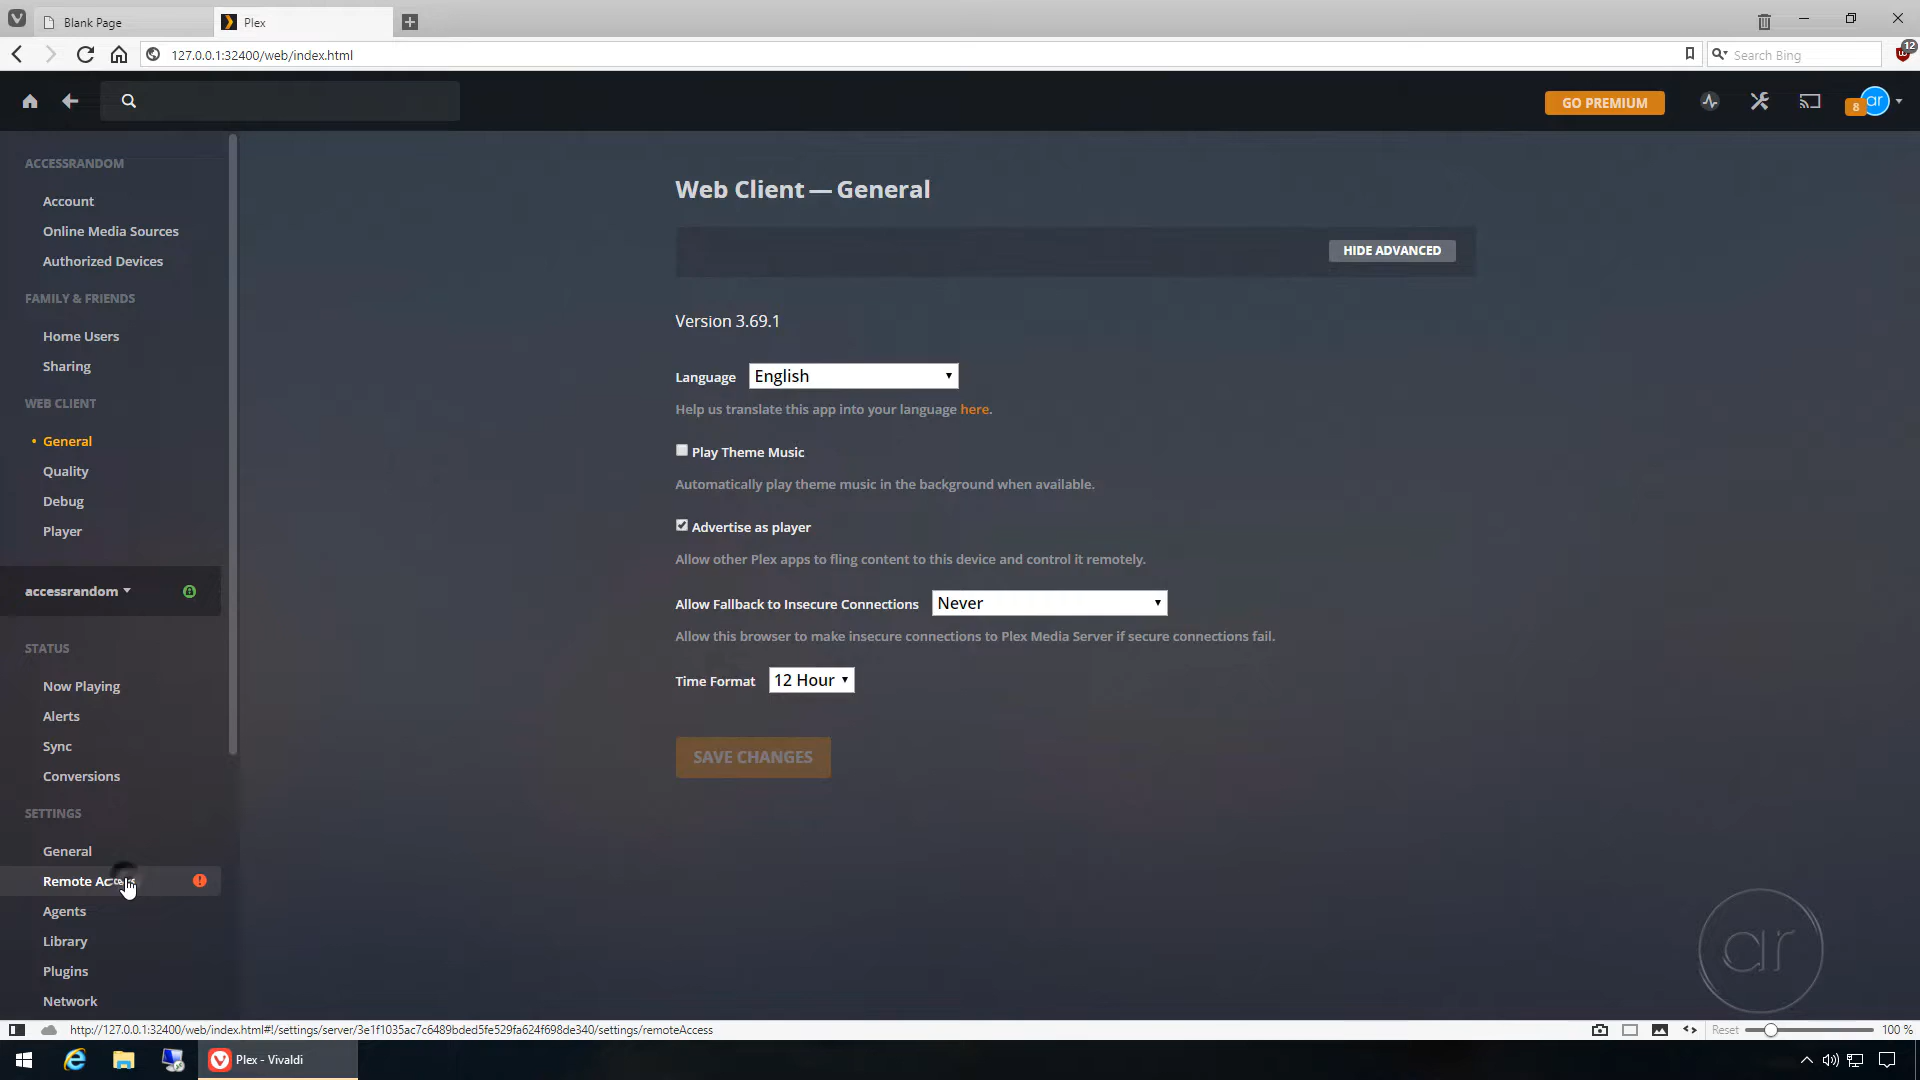 Blank Page
Plex
127.0.0.1:32400/web/index.html
Search Bing
12
GO PREMIUM
8
ar
ACCESSRANDOM
Account
Online Media Sources
Authorized Devices
FAMILY & FRIENDS
Home Users
Sharing
WEB CLIENT
General
Quality
Debug
Player
accessrandom
STATUS
Now Playing
Alerts
Sync
Conversions
SETTINGS
General
Remote Access
Agents
Library
Plugins
Network
Web Client — General
HIDE ADVANCED
Version 3.69.1
Language English
Help us translate this app into your language here.
Play Theme Music
Automatically play theme music in the background when available.
Advertise as player
Allow other Plex apps to fling content to this device and control it remotely.
Allow Fallback to Insecure Connections Never
Allow this browser to make insecure connections to Plex Media Server if secure connections fail.
Time Format 12 Hour
SAVE CHANGES
ar
http://127.0.0.1:32400/web/index.html#!/settings/server/3e1f1035ac7c6489bded5fe529fa624f698de340/settings/remoteAccess
Reset
100 %
Plex - Vivaldi